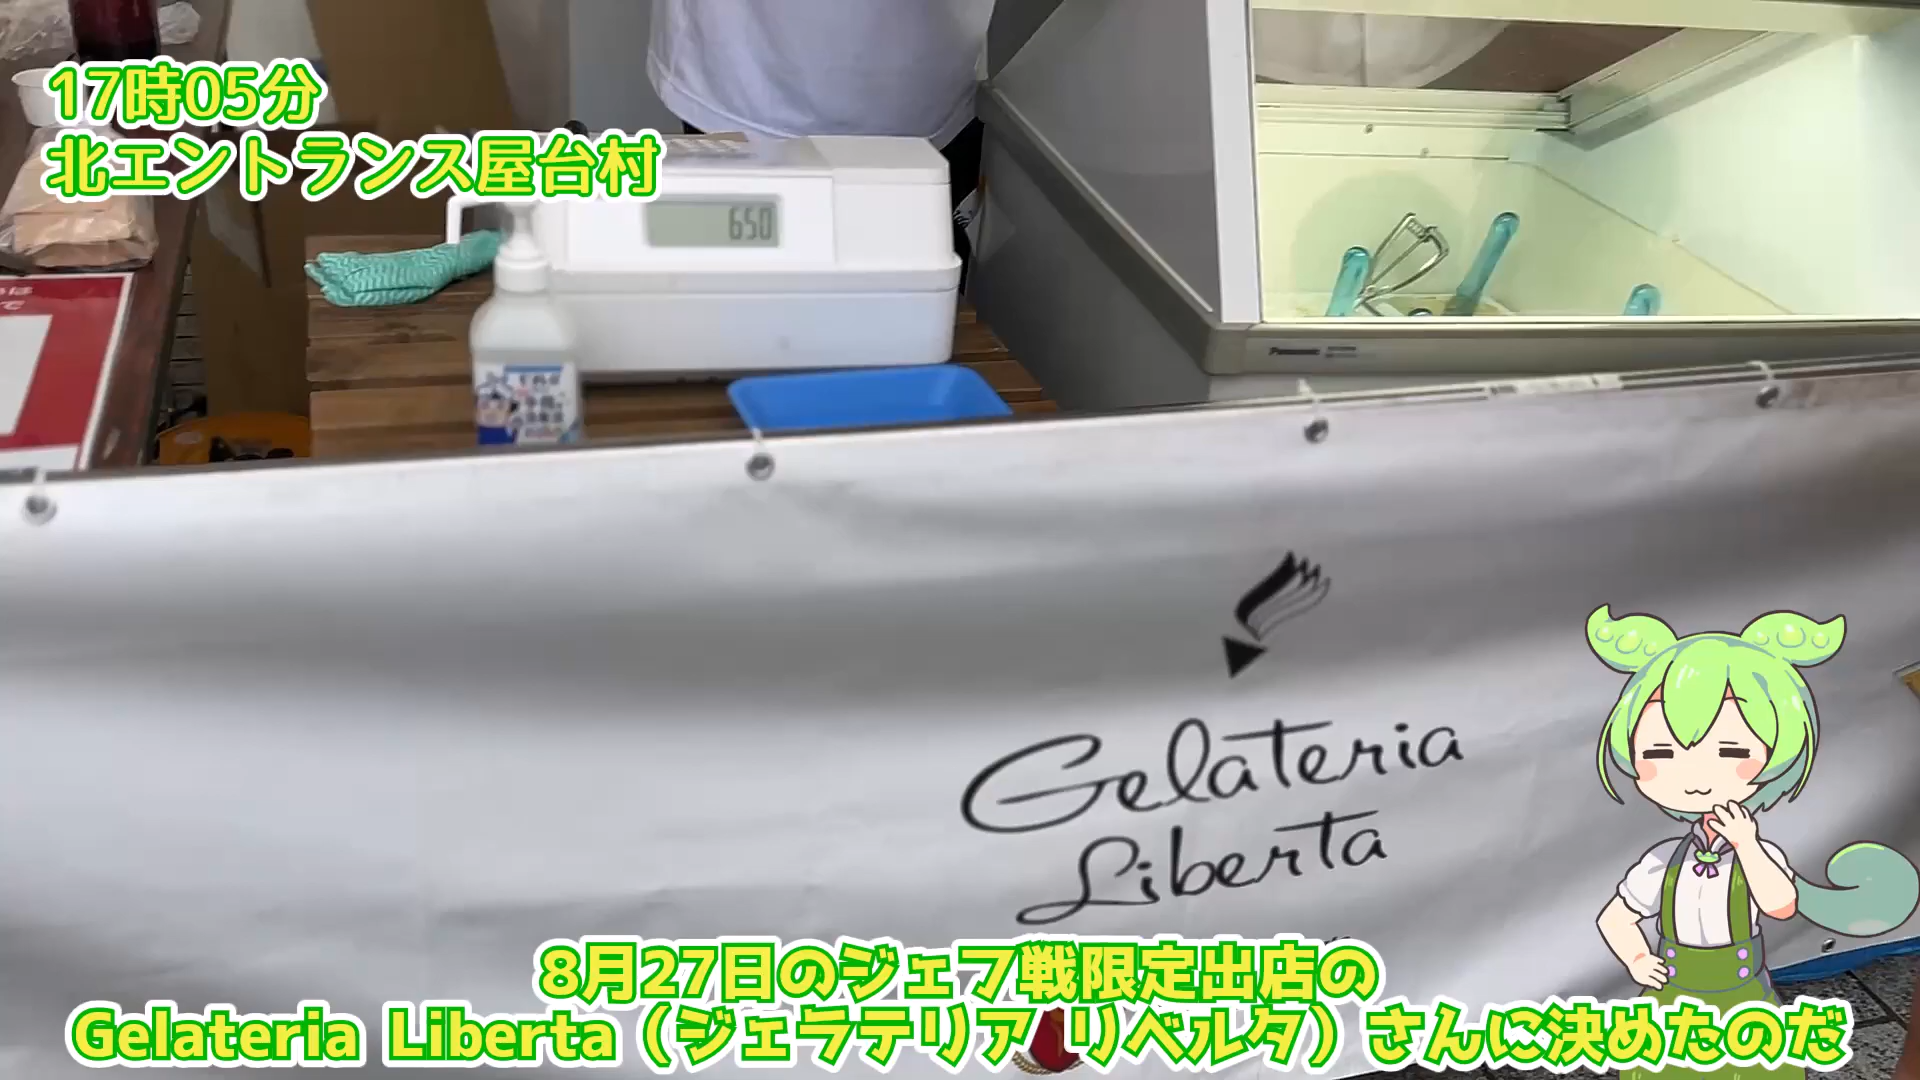 17時05分
北エントランス屋台村
650
Panasonic
Gelateria
Liberta
8月27日のジェフ戦限定出店の
Gelateria Liberta（ジェラテリア リベルタ）さんに決めたのだ